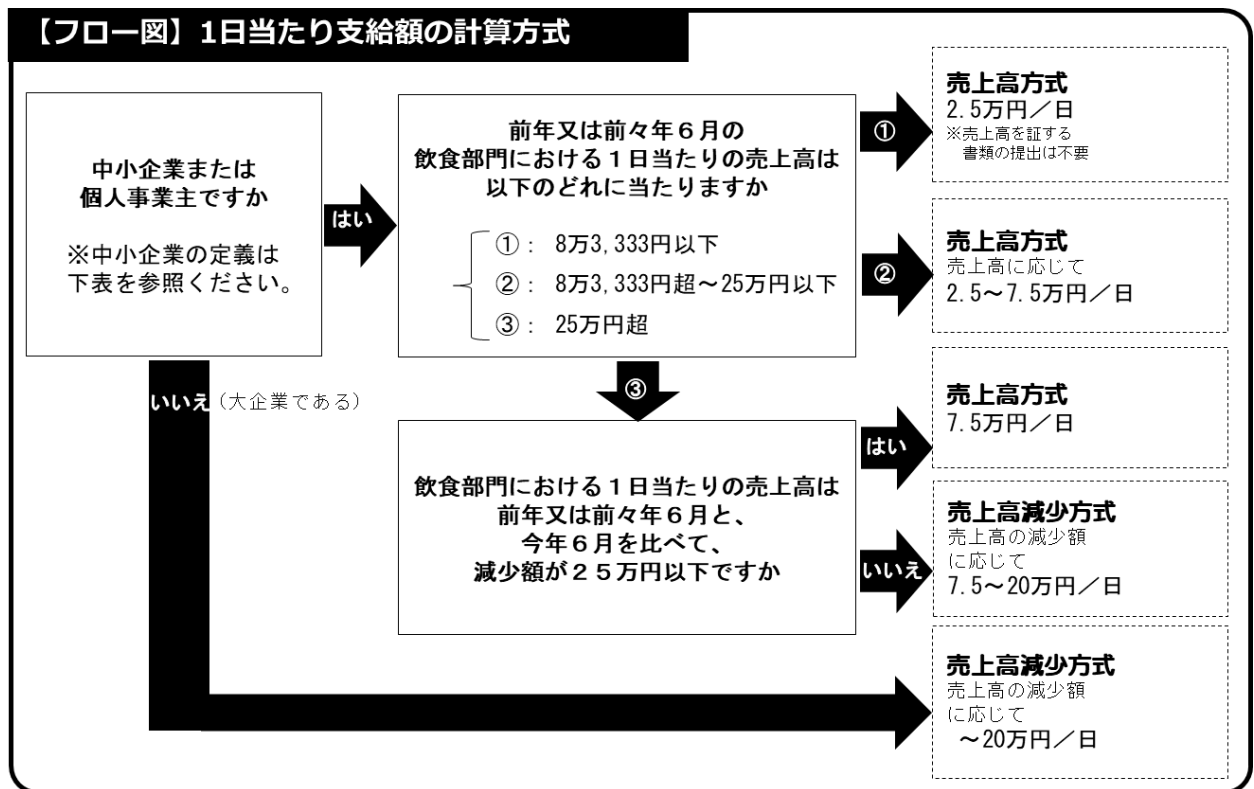 【フロー図】1日当たり支給額の計算方式
中小企業または
個人事業主ですか
※中小企業の定義は
下表を参照ください。
はい
前年又は前々年６月の
飲食部門における１日当たりの売上高は
以下のどれに当たりますか
①： 8万3,333円以下
②： 8万3,333円超～25万円以下
③： 25万円超
①
売上高方式
2.5万円／日
※売上高を証する
書類の提出は不要
②
売上高方式
売上高に応じて
2.5～7.5万円／日
③
いいえ（大企業である）
飲食部門における１日当たりの売上高は
前年又は前々年６月と、
今年６月を比べて、
減少額が２５万円以下ですか
はい
売上高方式
7.5万円／日
いいえ
売上高減少方式
売上高の減少額
に応じて
7.5～20万円／日
売上高減少方式
売上高の減少額
に応じて
～20万円／日